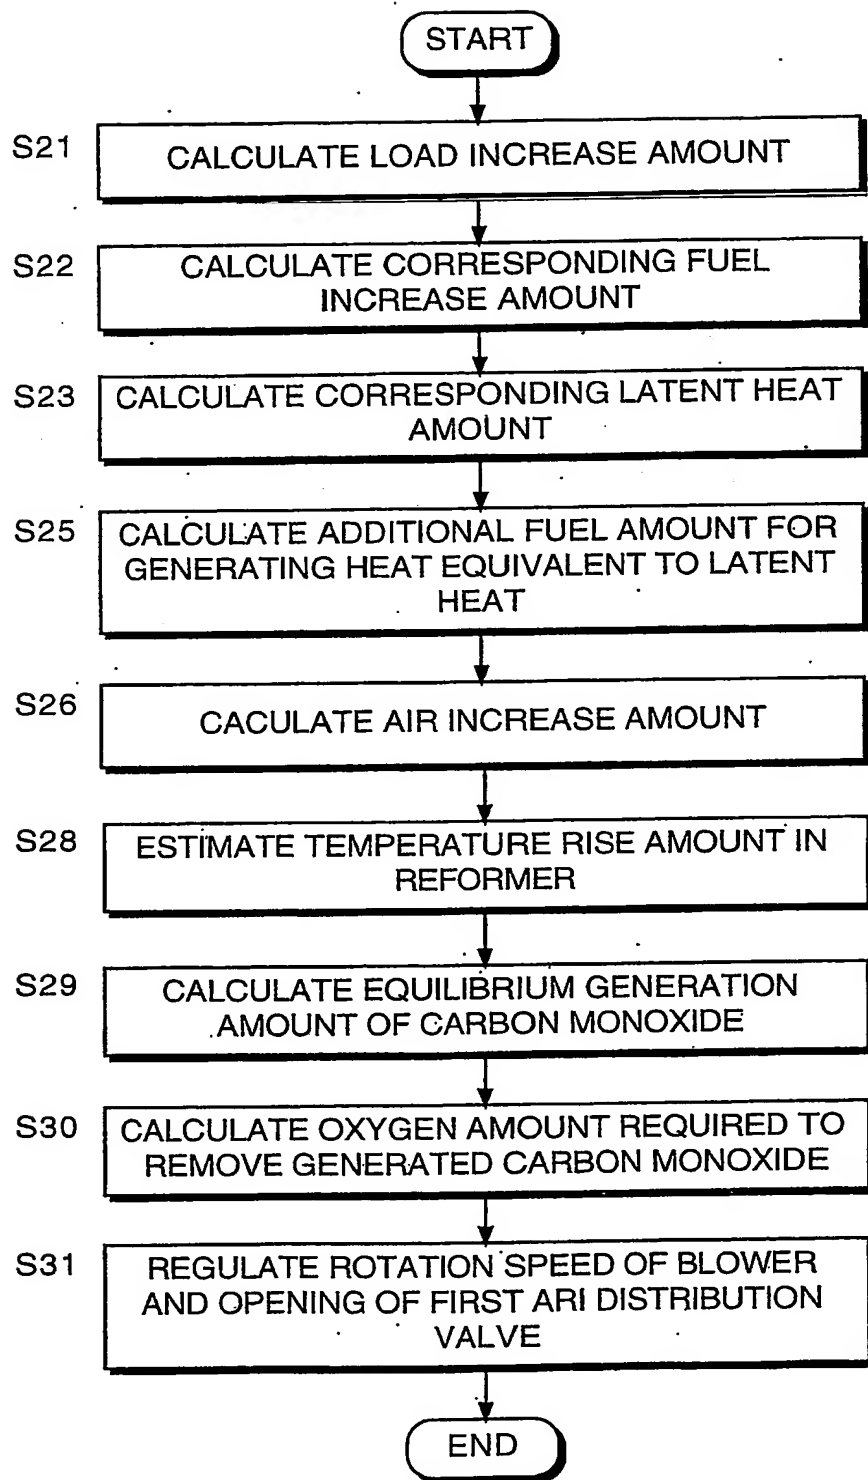 START
S21
CALCULATE LOAD INCREASE AMOUNT
S22
CALCULATE CORRESPONDING FUEL
INCREASE AMOUNT
S23
CALCULATE CORRESPONDING LATENT HEAT
AMOUNT
S25
CALCULATE ADDITIONAL FUEL AMOUNT FOR
GENERATING HEAT EQUIVALENT TO LATENT
HEAT
S26
CACULATE AIR INCREASE AMOUNT
S28
ESTIMATE TEMPERATURE RISE AMOUNT IN
REFORMER
S29
CALCULATE EQUILIBRIUM GENERATION
AMOUNT OF CARBON MONOXIDE
S30
CALCULATE OXYGEN AMOUNT REQUIRED TO
REMOVE GENERATED CARBON MONOXIDE
S31
REGULATE ROTATION SPEED OF BLOWER
AND OPENING OF FIRST ARI DISTRIBUTION
VALVE
END